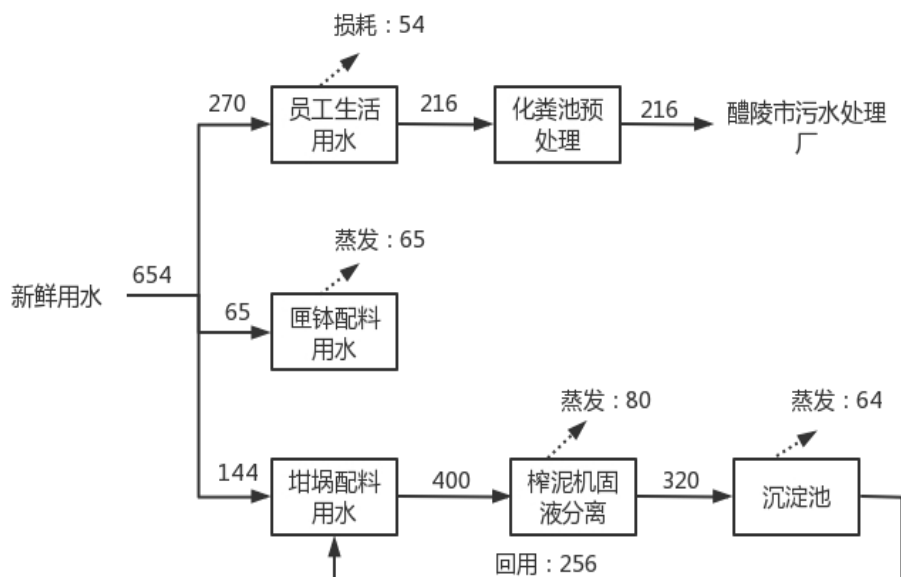 损耗：54
270
员工生活
用水
216
化粪池预
处理
216
醴陵市污水处理
厂
新鲜用水
654
蒸发：65
65
匣钵配料
用水
蒸发：80
蒸发：64
144
坩埚配料
用水
400
榨泥机固
液分离
320
沉淀池
回用：256